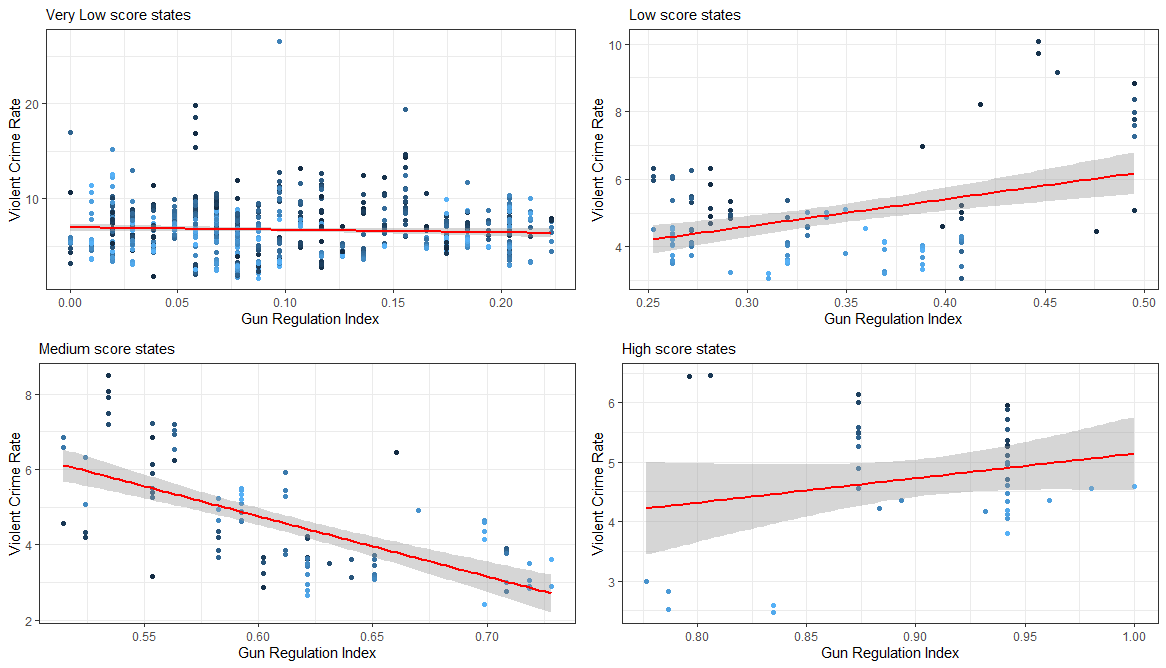 Very Low score states
Violent Crime Rate
20
10
0.00 0.05 0.10 0.15 0.20
Gun Regulation Index
Low score states
Violent Crime Rate
10
8
6
4
0.25 0.30 0.35 0.40 0.45 0.50
Gun Regulation Index
Medium score states
Violent Crime Rate
8
6
4
2
0.55 0.60 0.65 0.70
Gun Regulation Index
High score states
Violent Crime Rate
6
5
4
3
0.80 0.85 0.90 0.95 1.00
Gun Regulation Index